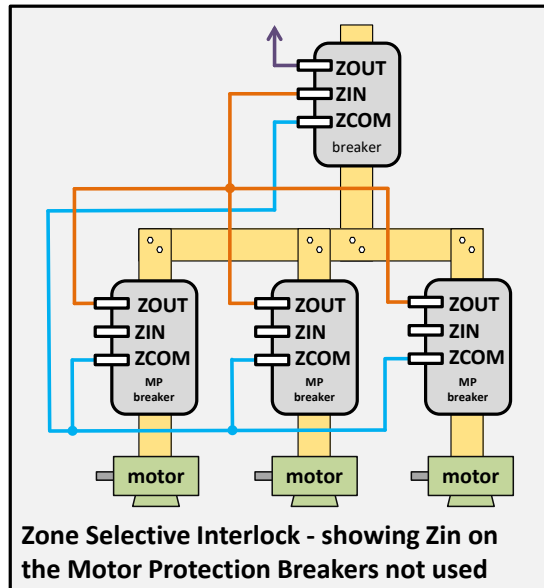 ZOUT
ZIN
ZCOM
breaker
ZOUT
ZIN
ZCOM
MP
breaker
ZOUT
ZIN
ZCOM
MP
breaker
ZOUT
ZIN
ZCOM
MP
breaker
motor
motor
motor
Zone Selective Interlock - showing Zin on
the Motor Protection Breakers not used